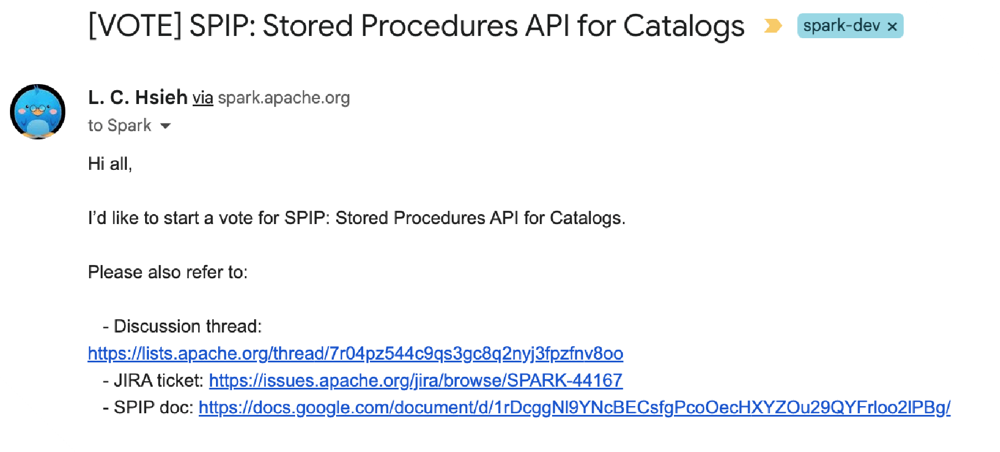 [VOTE] SPIP: Stored Procedures API for Catalogs
spark-dev ×
L. C. Hsieh via spark.apache.org
to Spark
Hi all,
I’d like to start a vote for SPIP: Stored Procedures API for Catalogs.
Please also refer to:
- Discussion thread:
https://lists.apache.org/thread/7r04pz544c9qs3gc8q2nyj3fpzfnv8oo
- JIRA ticket: https://issues.apache.org/jira/browse/SPARK-44167
- SPIP doc: https://docs.google.com/document/d/1rDcggNl9YNcBECsfgPcoOecHXYZOu29QYFrloo2lPBg/